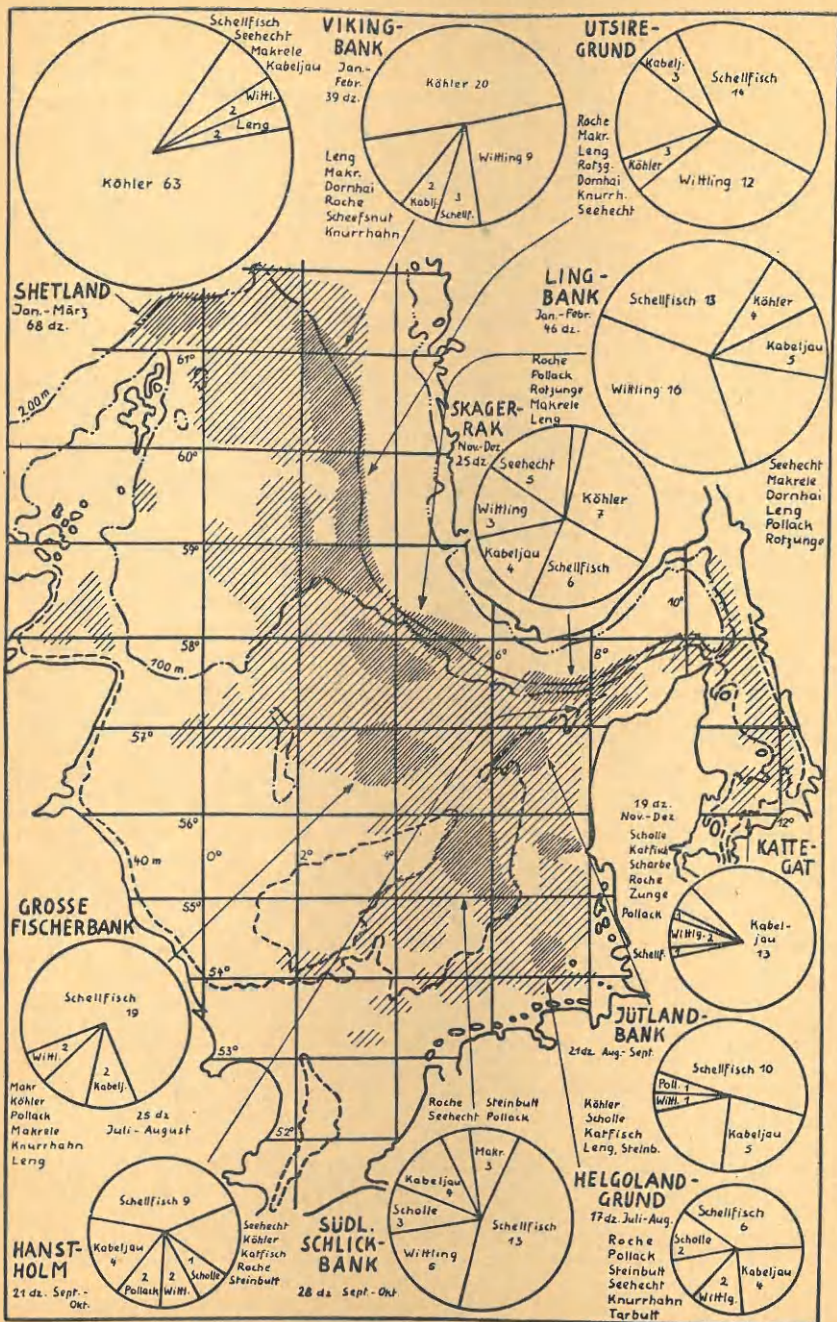 Schellfisch
Seehecht
Makrele
Kabeljau
Wittl.
2
Leng
2
Köhler 63
SHETLAND
Jan.-März
68 dz.
VIKING-
BANK
Jan.-
Febr.
39 dz.
Köhler 20
Wittling 9
3
Schellf.
2
Kablj.
Leng
Makr.
Dornhai
Roche
Scheefsnut
Knurrhahn
UTSIRE-
GRUND
Kabelj.
3
Schellfisch
14
3
Köhler
Wittling 12
Roche
Makr.
Leng
Rotzg.
Dornhai
Knurrh.
Seehecht
LING-
BANK
Jan.-Febr.
46 dz.
Schellfisch 13
Köhler
4
Kabeljau
5
Wittling 16
Seehecht
Makrele
Dornhai
Leng
Pollack
Rotzunge
Roche
Pollack
Rotzunge
Makrele
Leng
SKAGER-
RAK
Nov.-Dez.
25 dz.
Seehecht
5
Köhler
7
Wittling
3
Kabeljau
4
Schellfisch
6
200 m
61°
60°
59°
58°
100 m
57°
56°
40 m
0°
2°
4°
6°
8°
10°
12°
55°
54°
53°
52°
19 dz.
Nov.-Dez.
Scholle
Katfisch
Scharbe
Roche
Zunge
KATTE-
GAT
Pollack
1
Wittlg. 2
Schellf.
1
Kabel-
jau
13
GROSSE
FISCHERBANK
Schellfisch
19
2
Wittl.
2
Kabelj.
25 dz
Juli-August
Makr
Köhler
Pollack
Makrele
Knurrhahn
Leng
JÜTLAND-
BANK
21 dz. Aug.-Sept.
Schellfisch 10
Poll. 1
Wittl. 1
Kabeljau
5
HANST-
HOLM
21 dz. Sept.-
Okt.
Schellfisch 9
Kabeljau
4
2
Pollack
2
Wittl.
1
Scholle
Seehecht
Köhler
Katfisch
Roche
Steinbutt
SÜDL.
SCHLICK-
BANK
28 dz Sept.-Okt.
Roche Steinbutt
Seehecht Pollack
Makr.
3
Kabeljau
4
Scholle
3
Schellfisch
13
Wittling
6
Köhler
Scholle
Katfisch
Leng, Steinb.
HELGOLAND-
GRUND
17 dz. Juli-Aug.
Schellfisch
6
Scholle
2
Kabeljau
4
2
Wittlg.
Roche
Pollack
Steinbutt
Seehecht
Knurrhahn
Tarbutt